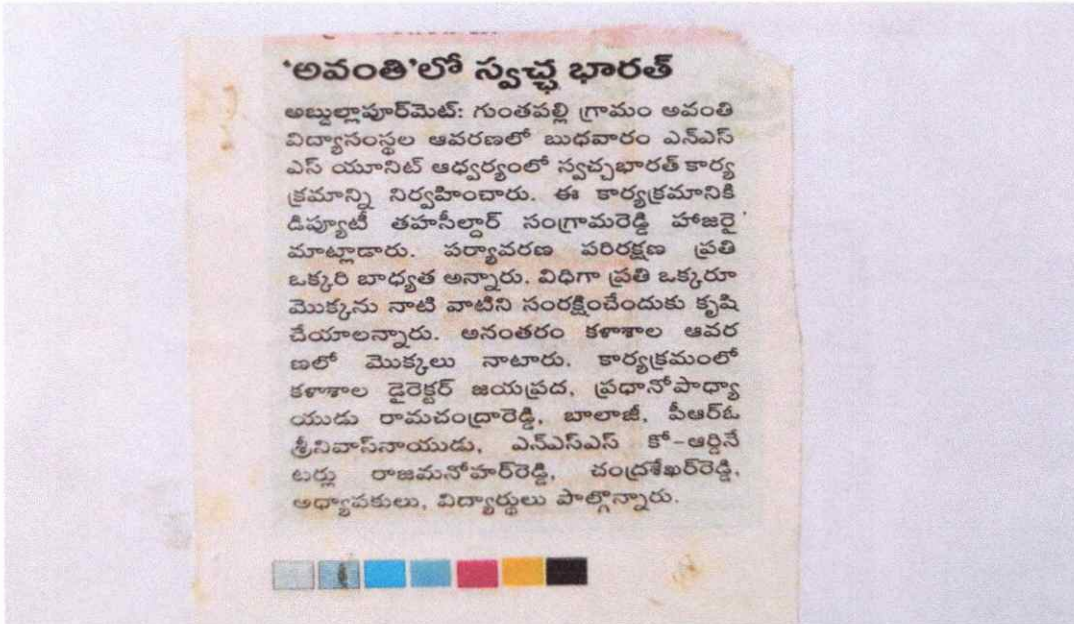 'అవంతి'లో స్వచ్ఛ భారత్
అబ్దుల్లాపూర్‌మెట్: గుంతపల్లి గ్రామం అవంతి
విద్యాసంస్థల ఆవరణలో బుధవారం ఎన్ఎస్
ఎస్ యూనిట్ ఆధ్వర్యంలో స్వచ్ఛభారత్ కార్య
క్రమాన్ని నిర్వహించారు. ఈ కార్యక్రమానికి
డిప్యూటీ తహసీల్దార్ సంగ్రామరెడ్డి హాజరై
మాట్లాడారు. పర్యావరణ పరిరక్షణ ప్రతి
ఒక్కరి బాధ్యత అన్నారు. విధిగా ప్రతి ఒక్కరూ
మొక్కను నాటి వాటిని సంరక్షించేందుకు కృషి
చేయాలన్నారు. అనంతరం కళాశాల ఆవర
ణలో మొక్కలు నాటారు. కార్యక్రమంలో
కళాశాల డైరెక్టర్ జయప్రద, ప్రధానోపాధ్యా
యుడు రామచంద్రారెడ్డి, బాలాజీ, పీఆర్ఓ
శ్రీనివాస్‌నాయుడు, ఎన్ఎస్ఎస్ కో-ఆర్డినే
టర్లు రాజమనోహర్‌రెడ్డి, చంద్రశేఖర్‌రెడ్డి,
అధ్యాపకులు, విద్యార్థులు పాల్గొన్నారు.